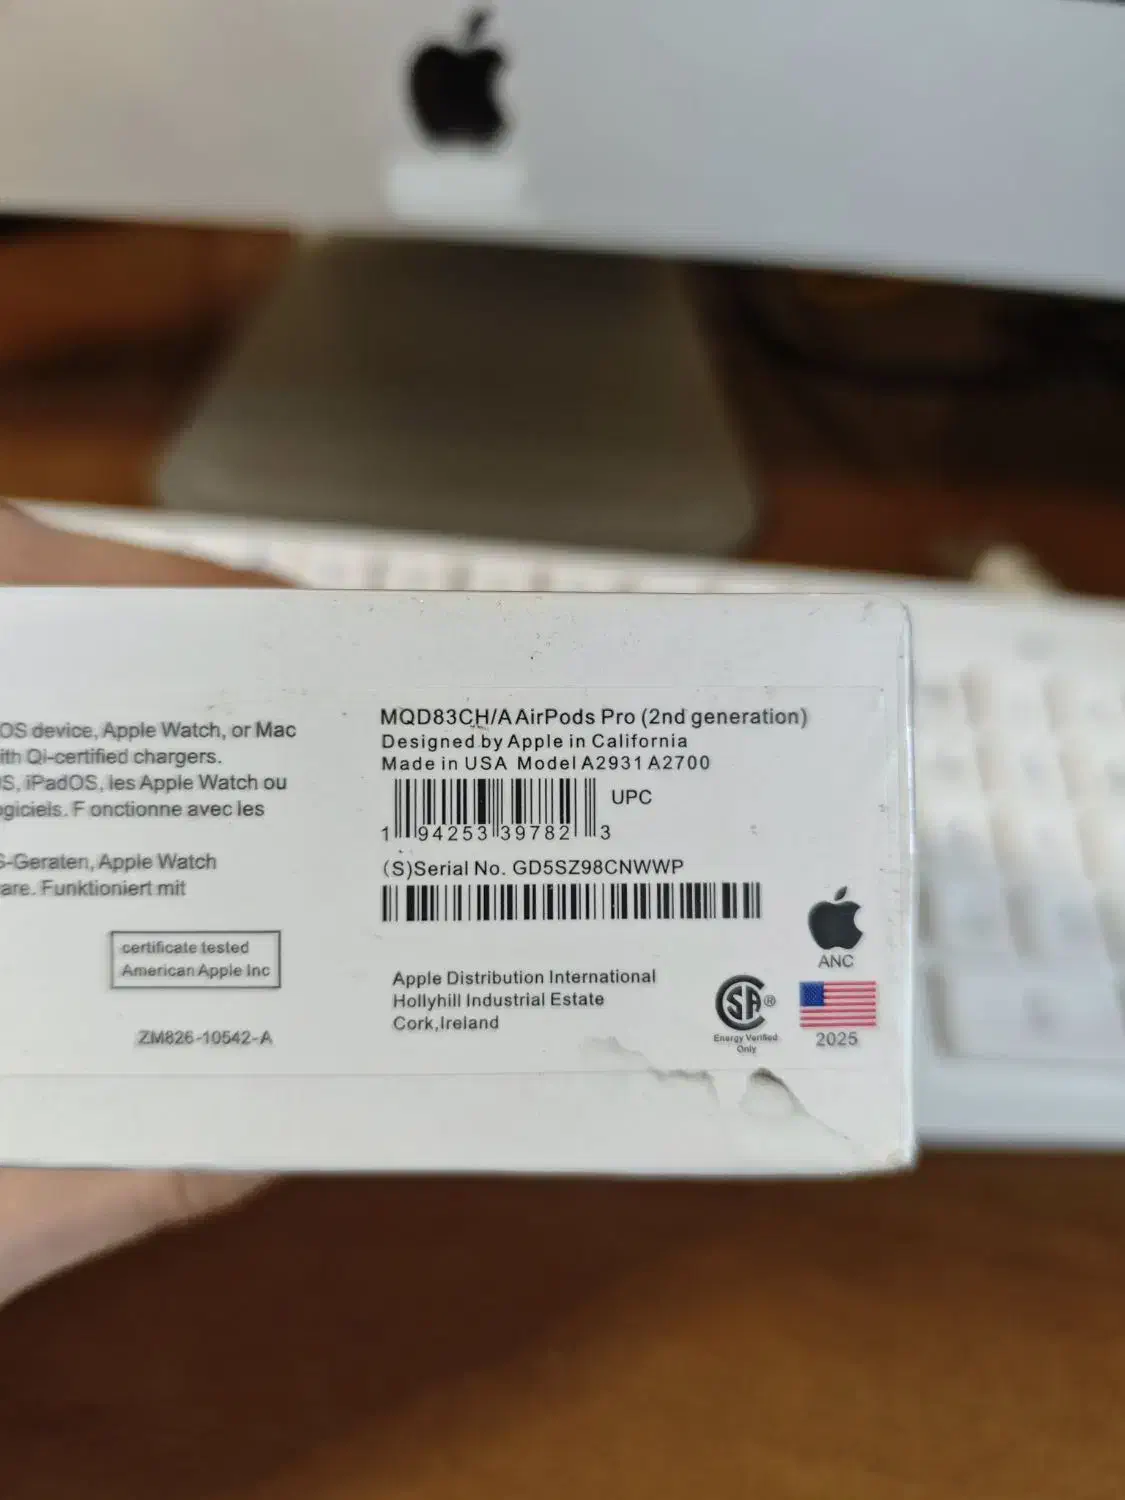 OS device, Apple Watch, or Mac
ith Qi-certified chargers.
S, iPadOS, les Apple Watch ou
ogiciels. F onctionne avec les
S-Geraten, Apple Watch
are. Funktioniert mit
certificate tested
American Apple Inc
ZM826-10542-A
MQD83CH/A AirPods Pro (2nd generation)
Designed by Apple in California
Made in USA Model A2931 A2700
UPC
1 94253 39782 3
(S)Serial No. GD5SZ98CNWWP
Apple Distribution International
Hollyhill Industrial Estate
Cork,Ireland
SA ®
Energy Verified
Only
ANC
2025